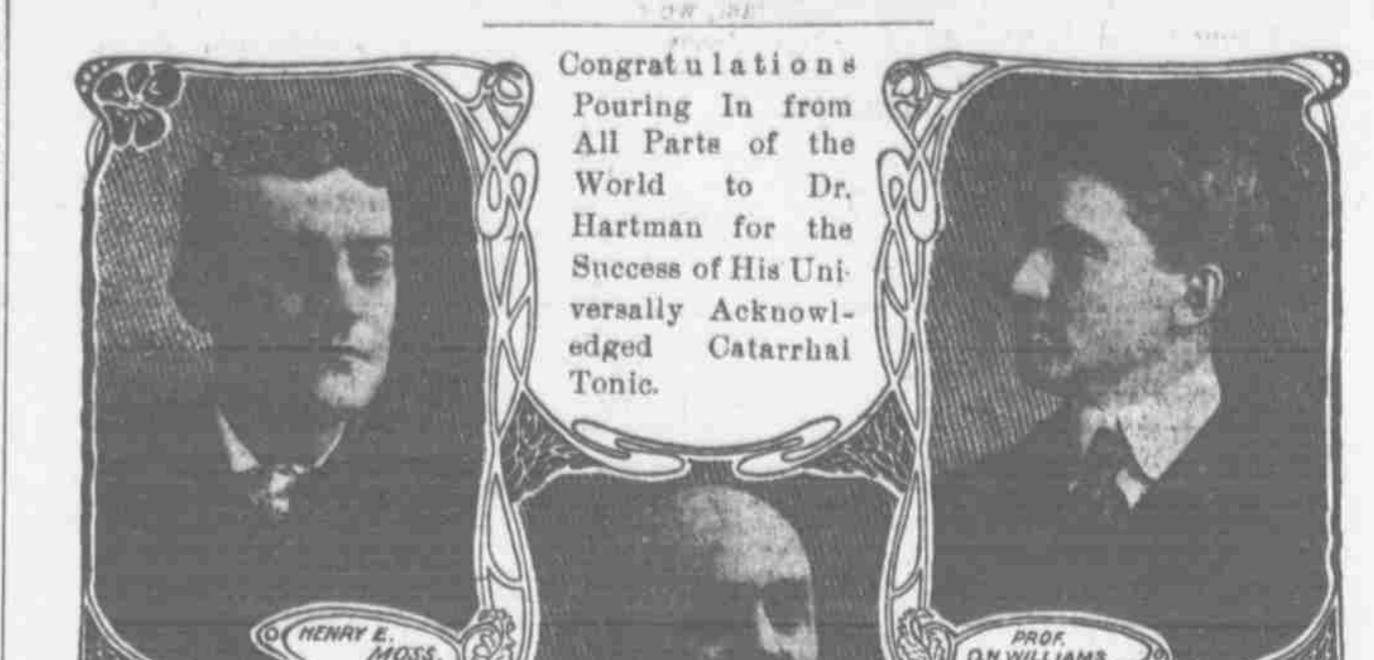 Congratulations
Pouring In from
All Parts of the
World to Dr.
Hartman for the
Success of His Uni-
versally Acknowl-
edged Catarrhal
Tonic.
HENRY E.
MOSS.
PROF.
O.N. WILLIAMS